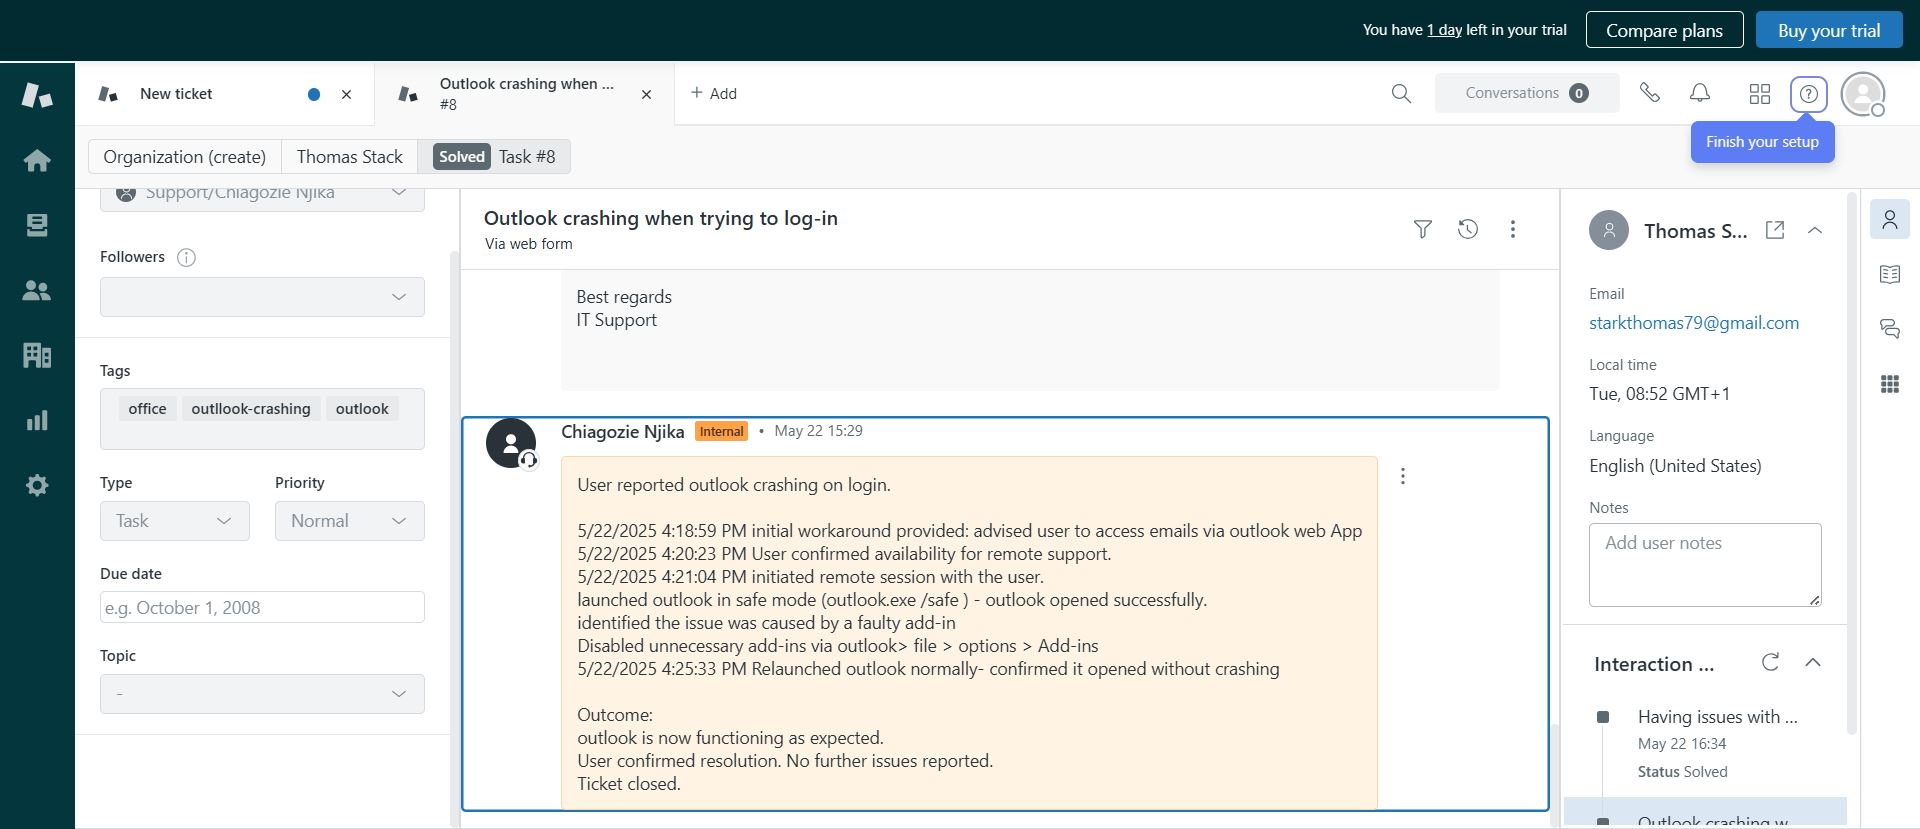 You have 1 day left in your trial
Compare plans
Buy your trial
New ticket
Outlook crashing when ...
#8
+ Add
Conversations 0
Finish your setup
Organization (create)
Thomas Stack
Solved Task #8
Support/Chiagozie Njika
Followers
Tags
office outllook-crashing outlook
Type
Priority
Task
Normal
Due date
e.g. October 1, 2008
Topic
-
Outlook crashing when trying to log-in
Via web form
Best regards
IT Support
Chiagozie Njika Internal • May 22 15:29
User reported outlook crashing on login.
5/22/2025 4:18:59 PM initial workaround provided: advised user to access emails via outlook web App
5/22/2025 4:20:23 PM User confirmed availability for remote support.
5/22/2025 4:21:04 PM initiated remote session with the user.
launched outlook in safe mode (outlook.exe /safe ) - outlook opened successfully.
identified the issue was caused by a faulty add-in
Disabled unnecessary add-ins via outlook> file > options > Add-ins
5/22/2025 4:25:33 PM Relaunched outlook normally- confirmed it opened without crashing
Outcome:
outlook is now functioning as expected.
User confirmed resolution. No further issues reported.
Ticket closed.
Thomas S...
Email
starkthomas79@gmail.com
Local time
Tue, 08:52 GMT+1
Language
English (United States)
Notes
Add user notes
Interaction ...
Having issues with ...
May 22 16:34
Status Solved
Outlook crashing w...